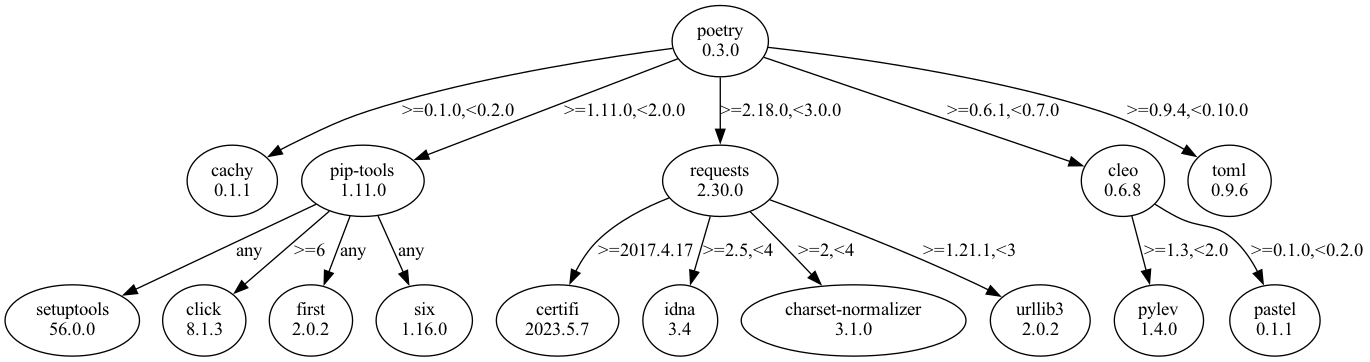 poetry
0.3.0
>=0.1.0,<0.2.0
>=1.11.0,<2.0.0
>=2.18.0,<3.0.0
>=0.6.1,<0.7.0
>=0.9.4,<0.10.0
cachy
0.1.1
pip-tools
1.11.0
requests
2.30.0
cleo
0.6.8
toml
0.9.6
any
>=6
any
any
>=2017.4.17
>=2.5,<4
>=2,<4
>=1.21.1,<3
>=1.3,<2.0
>=0.1.0,<0.2.0
setuptools
56.0.0
click
8.1.3
first
2.0.2
six
1.16.0
certifi
2023.5.7
idna
3.4
charset-normalizer
3.1.0
urllib3
2.0.2
pylev
1.4.0
pastel
0.1.1